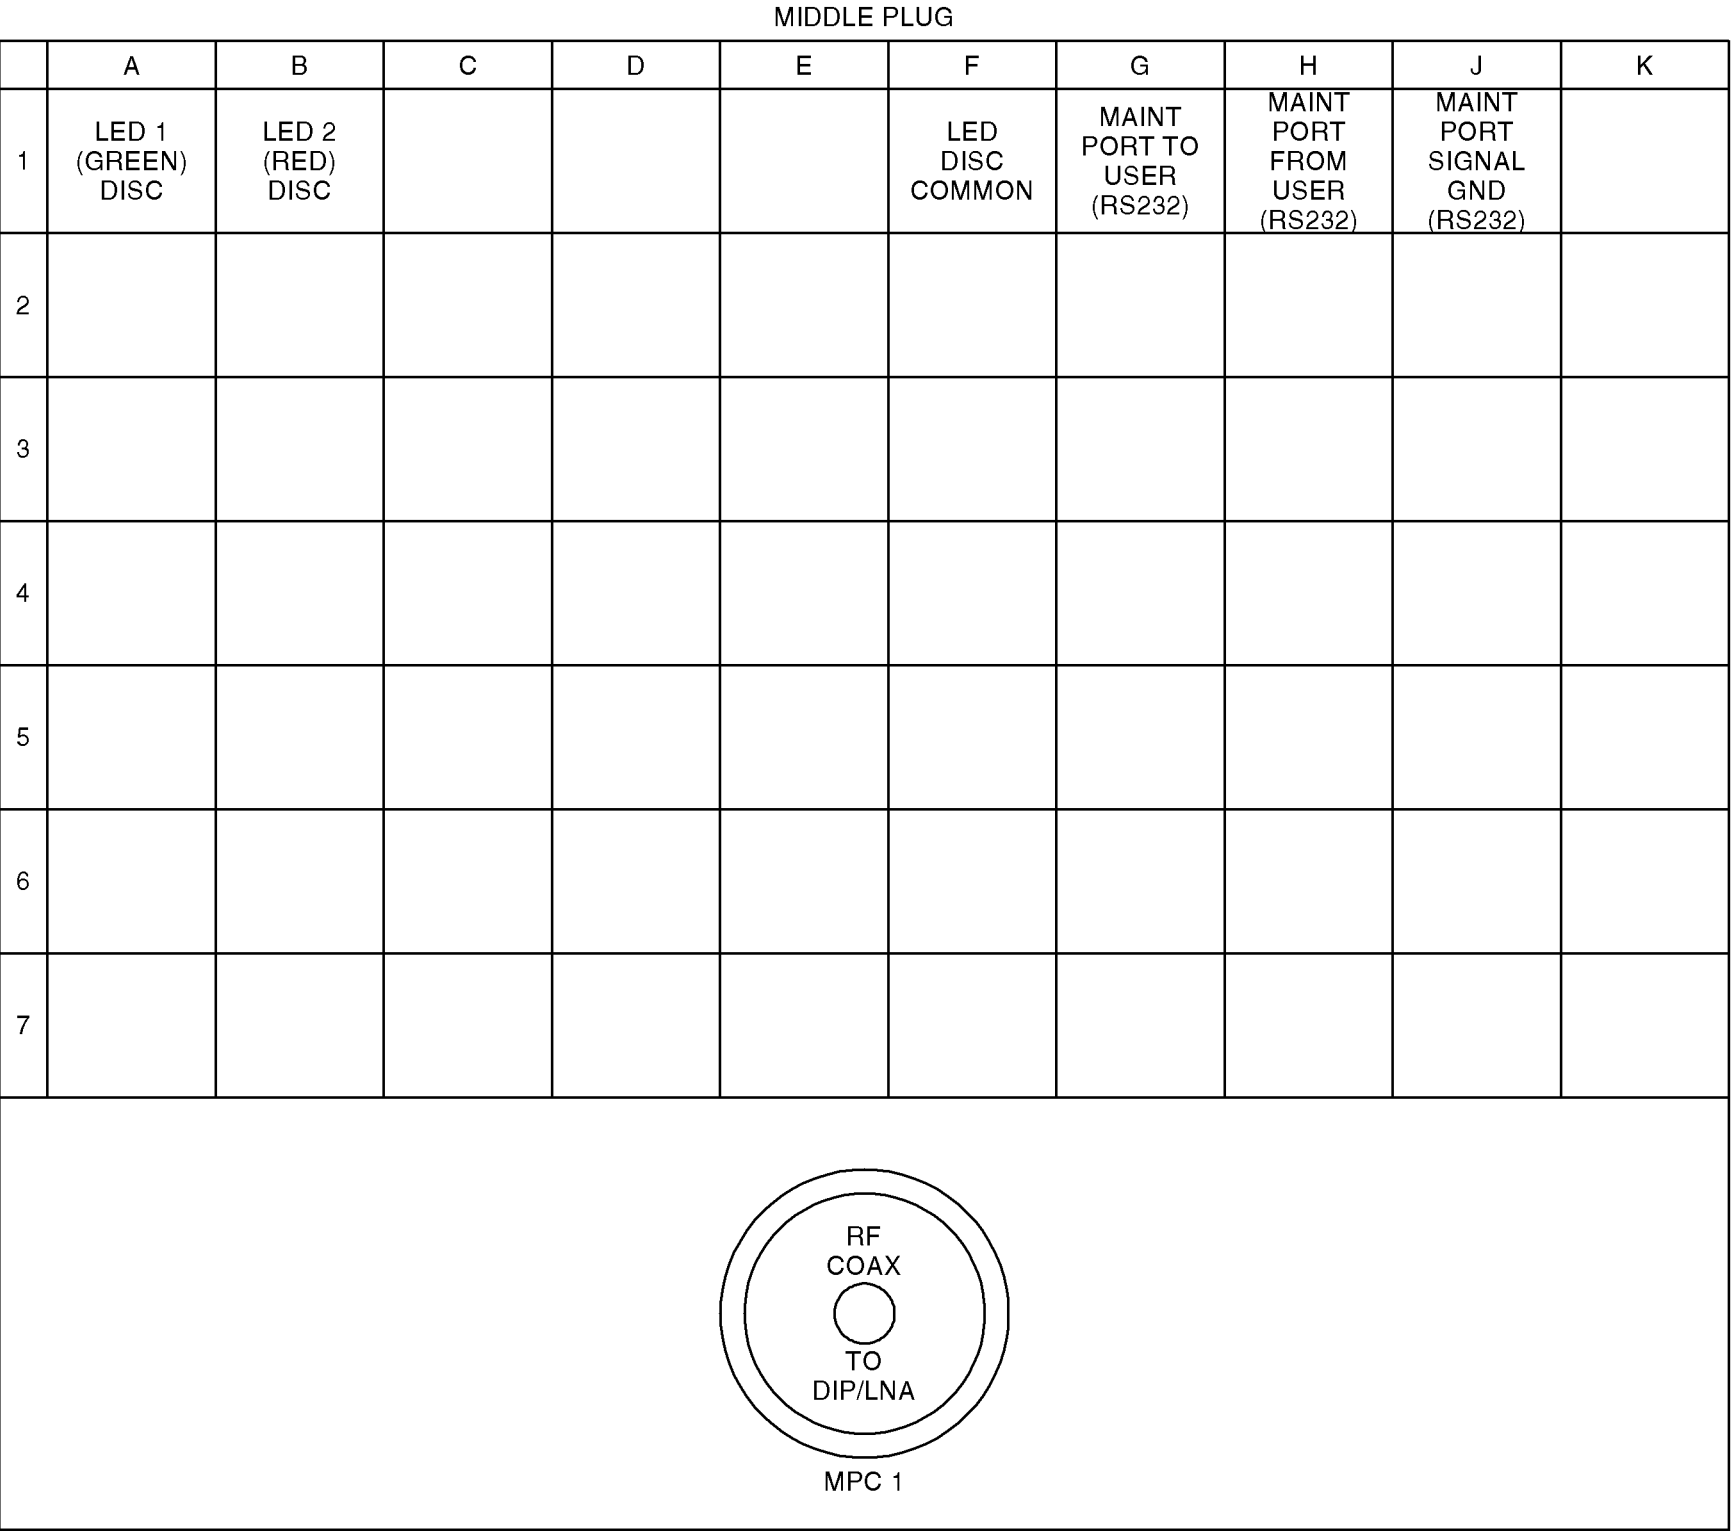 MIDDLE PLUG
A B C D E F G H J K
1
LED 1
(GREEN)
DISC
LED 2
(RED)
DISC
LED
DISC
COMMON
MAINT
PORT TO
USER
(RS232)
MAINT
PORT
FROM
USER
(RS232)
MAINT
PORT
SIGNAL
GND
(RS232)
2
3
4
5
6
7
RF
COAX
TO
DIP/LNA
MPC 1